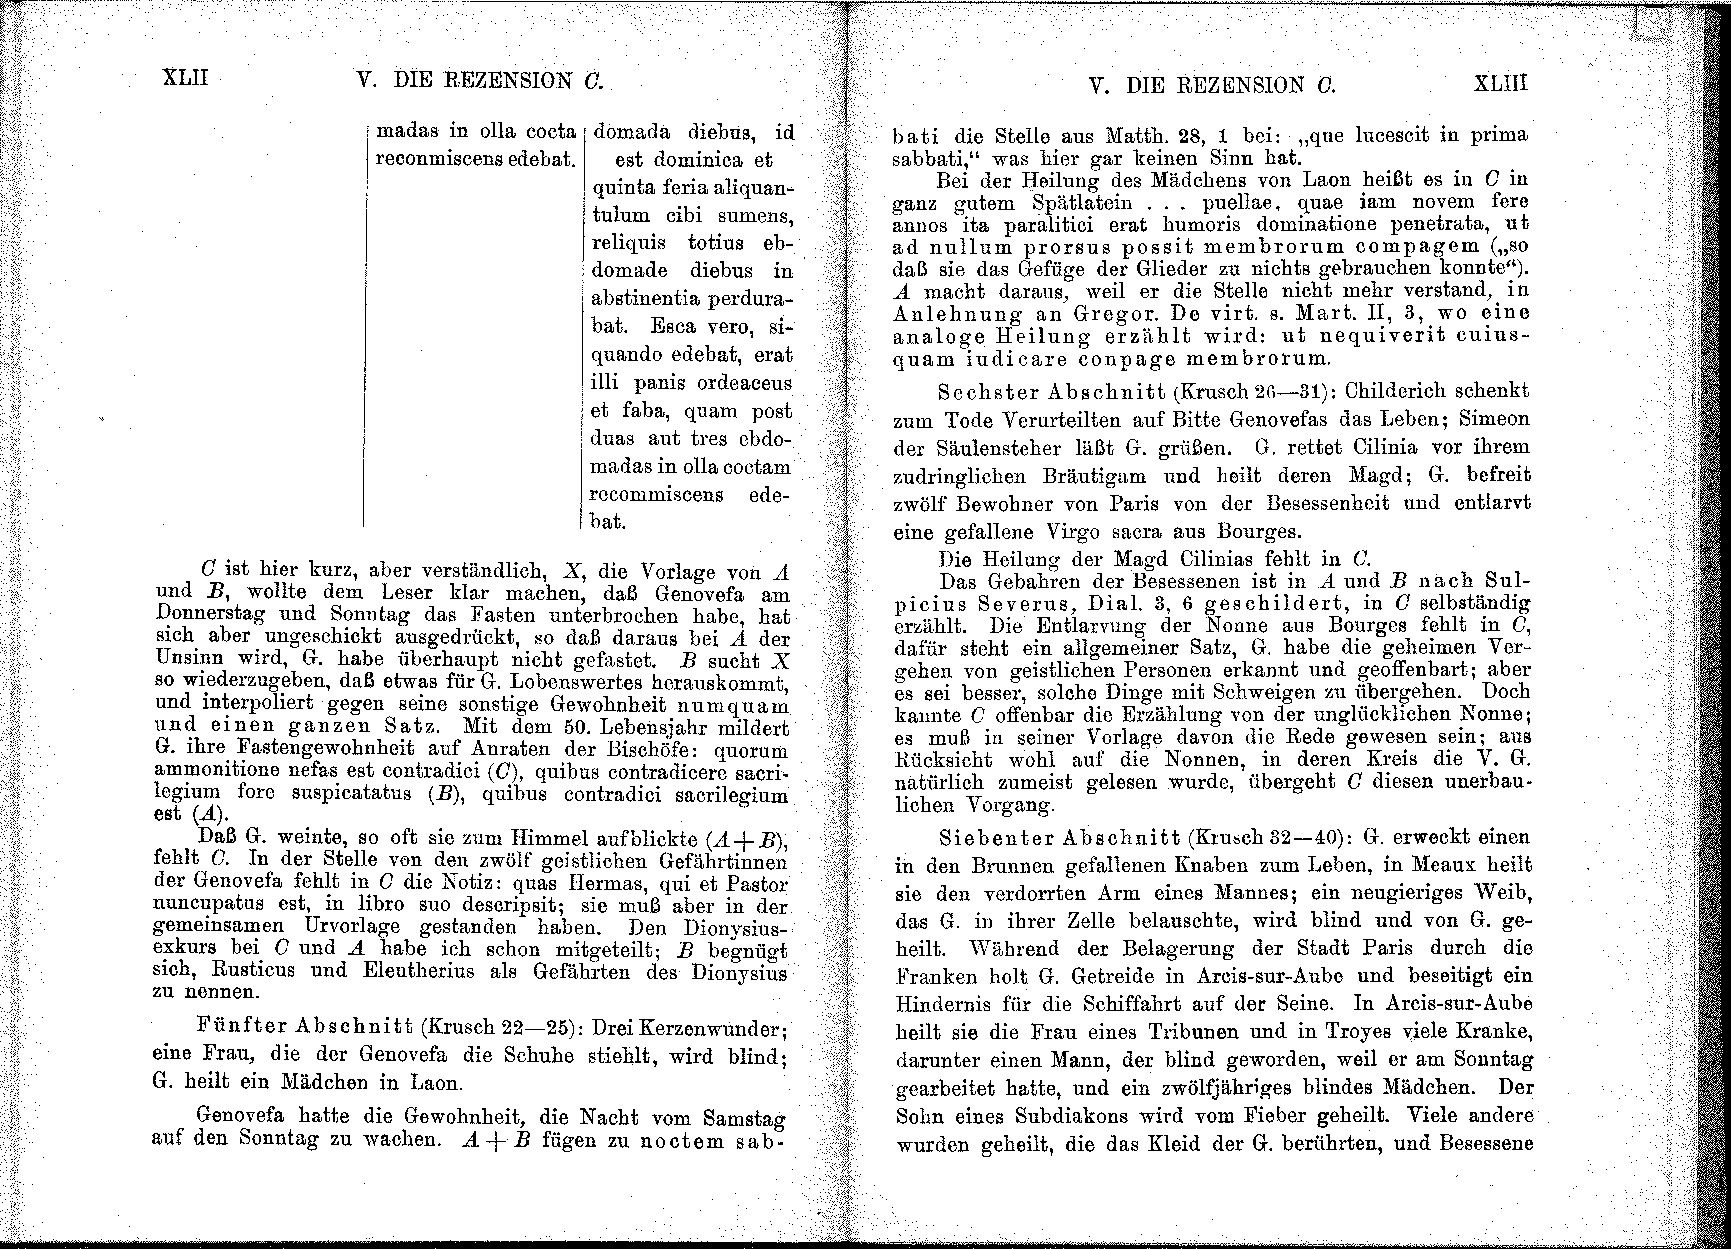 XLII V. DIE REZENSION C.
madas in olla cocta
reconmiscens edebat.
domada diebus, id
est dominica et
quinta feria aliquan-
tulum cibi sumens,
reliquis totius eb-
domade diebus in
abstinentia perdura-
bat. Esca vero, si-
quando edebat, erat
illi panis ordeaceus
et faba, quam post
duas aut tres ebdo-
madas in olla coctam
recommiscens ede-
bat.
C ist hier kurz, aber verständlich, X, die Vorlage von A
und B, wollte dem Leser klar machen, daß Genovefa am
Donnerstag und Sonntag das Fasten unterbrochen habe, hat
sich aber ungeschickt ausgedrückt, so daß daraus bei A der
Unsinn wird, G. habe überhaupt nicht gefastet. B sucht X
so wiederzugeben, daß etwas für G. Lobenswertes herauskommt,
und interpoliert gegen seine sonstige Gewohnheit numquam
und einen ganzen Satz. Mit dem 50. Lebensjahr mildert
G. ihre Fastengewohnheit auf Anraten der Bischöfe: quorum
ammonitione nefas est contradici (C), quibus contradicere sacri-
legium fore suspicatatus (B), quibus contradici sacrilegium
est (A).
Daß G. weinte, so oft sie zum Himmel aufblickte (A+B),
fehlt C. In der Stelle von den zwölf geistlichen Gefährtinnen
der Genovefa fehlt in C die Notiz: quas Hermas, qui et Pastor
nuncupatus est, in libro suo descripsit; sie muß aber in der
gemeinsamen Urvorlage gestanden haben. Den Dionysius-
exkurs bei C und A habe ich schon mitgeteilt; B begnügt
sich, Rusticus und Eleutherius als Gefährten des Dionysius
zu nennen.
Fünfter Abschnitt (Krusch 22—25): Drei Kerzenwunder;
eine Frau, die der Genovefa die Schuhe stiehlt, wird blind;
G. heilt ein Mädchen in Laon.
Genovefa hatte die Gewohnheit, die Nacht vom Samstag
auf den Sonntag zu wachen. A + B fügen zu noctem sab-
V. DIE REZENSION C. XLIII
bati die Stelle aus Matth. 28, 1 bei: „que lucescit in prima
sabbati,“ was hier gar keinen Sinn hat.
Bei der Heilung des Mädchens von Laon heißt es in C in
ganz gutem Spätlatein . . . puellae, quae iam novem fere
annos ita paralitici erat humoris dominatione penetrata, ut
ad nullum prorsus possit membrorum compagem („so
daß sie das Gefüge der Glieder zu nichts gebrauchen konnte“).
A macht daraus, weil er die Stelle nicht mehr verstand, in
Anlehnung an Gregor. De virt. s. Mart. II, 3, wo eine
analoge Heilung erzählt wird: ut nequiverit cuius-
quam iudicare conpage membrorum.
Sechster Abschnitt (Krusch 26—31): Childerich schenkt
zum Tode Verurteilten auf Bitte Genovefas das Leben; Simeon
der Säulensteher läßt G. grüßen. G. rettet Cilinia vor ihrem
zudringlichen Bräutigam und heilt deren Magd; G. befreit
zwölf Bewohner von Paris von der Besessenheit und entlarvt
eine gefallene Virgo sacra aus Bourges.
Die Heilung der Magd Cilinias fehlt in C.
Das Gebahren der Besessenen ist in A und B nach Sul-
picius Severus, Dial. 3, 6 geschildert, in C selbständig
erzählt. Die Entlarvung der Nonne aus Bourges fehlt in C,
dafür steht ein allgemeiner Satz, G. habe die geheimen Ver-
gehen von geistlichen Personen erkannt und geoffenbart; aber
es sei besser, solche Dinge mit Schweigen zu übergehen. Doch
kannte C offenbar die Erzählung von der unglücklichen Nonne;
es muß in seiner Vorlage davon die Rede gewesen sein; aus
Rücksicht wohl auf die Nonnen, in deren Kreis die V. G.
natürlich zumeist gelesen wurde, übergeht C diesen unerbau-
lichen Vorgang.
Siebenter Abschnitt (Krusch 32—40): G. erweckt einen
in den Brunnen gefallenen Knaben zum Leben, in Meaux heilt
sie den verdorrten Arm eines Mannes; ein neugieriges Weib,
das G. in ihrer Zelle belauschte, wird blind und von G. ge-
heilt. Während der Belagerung der Stadt Paris durch die
Franken holt G. Getreide in Arcis-sur-Aube und beseitigt ein
Hindernis für die Schiffahrt auf der Seine. In Arcis-sur-Aube
heilt sie die Frau eines Tribunen und in Troyes viele Kranke,
darunter einen Mann, der blind geworden, weil er am Sonntag
gearbeitet hatte, und ein zwölfjähriges blindes Mädchen. Der
Sohn eines Subdiakons wird vom Fieber geheilt. Viele andere
wurden geheilt, die das Kleid der G. berührten, und Besessene